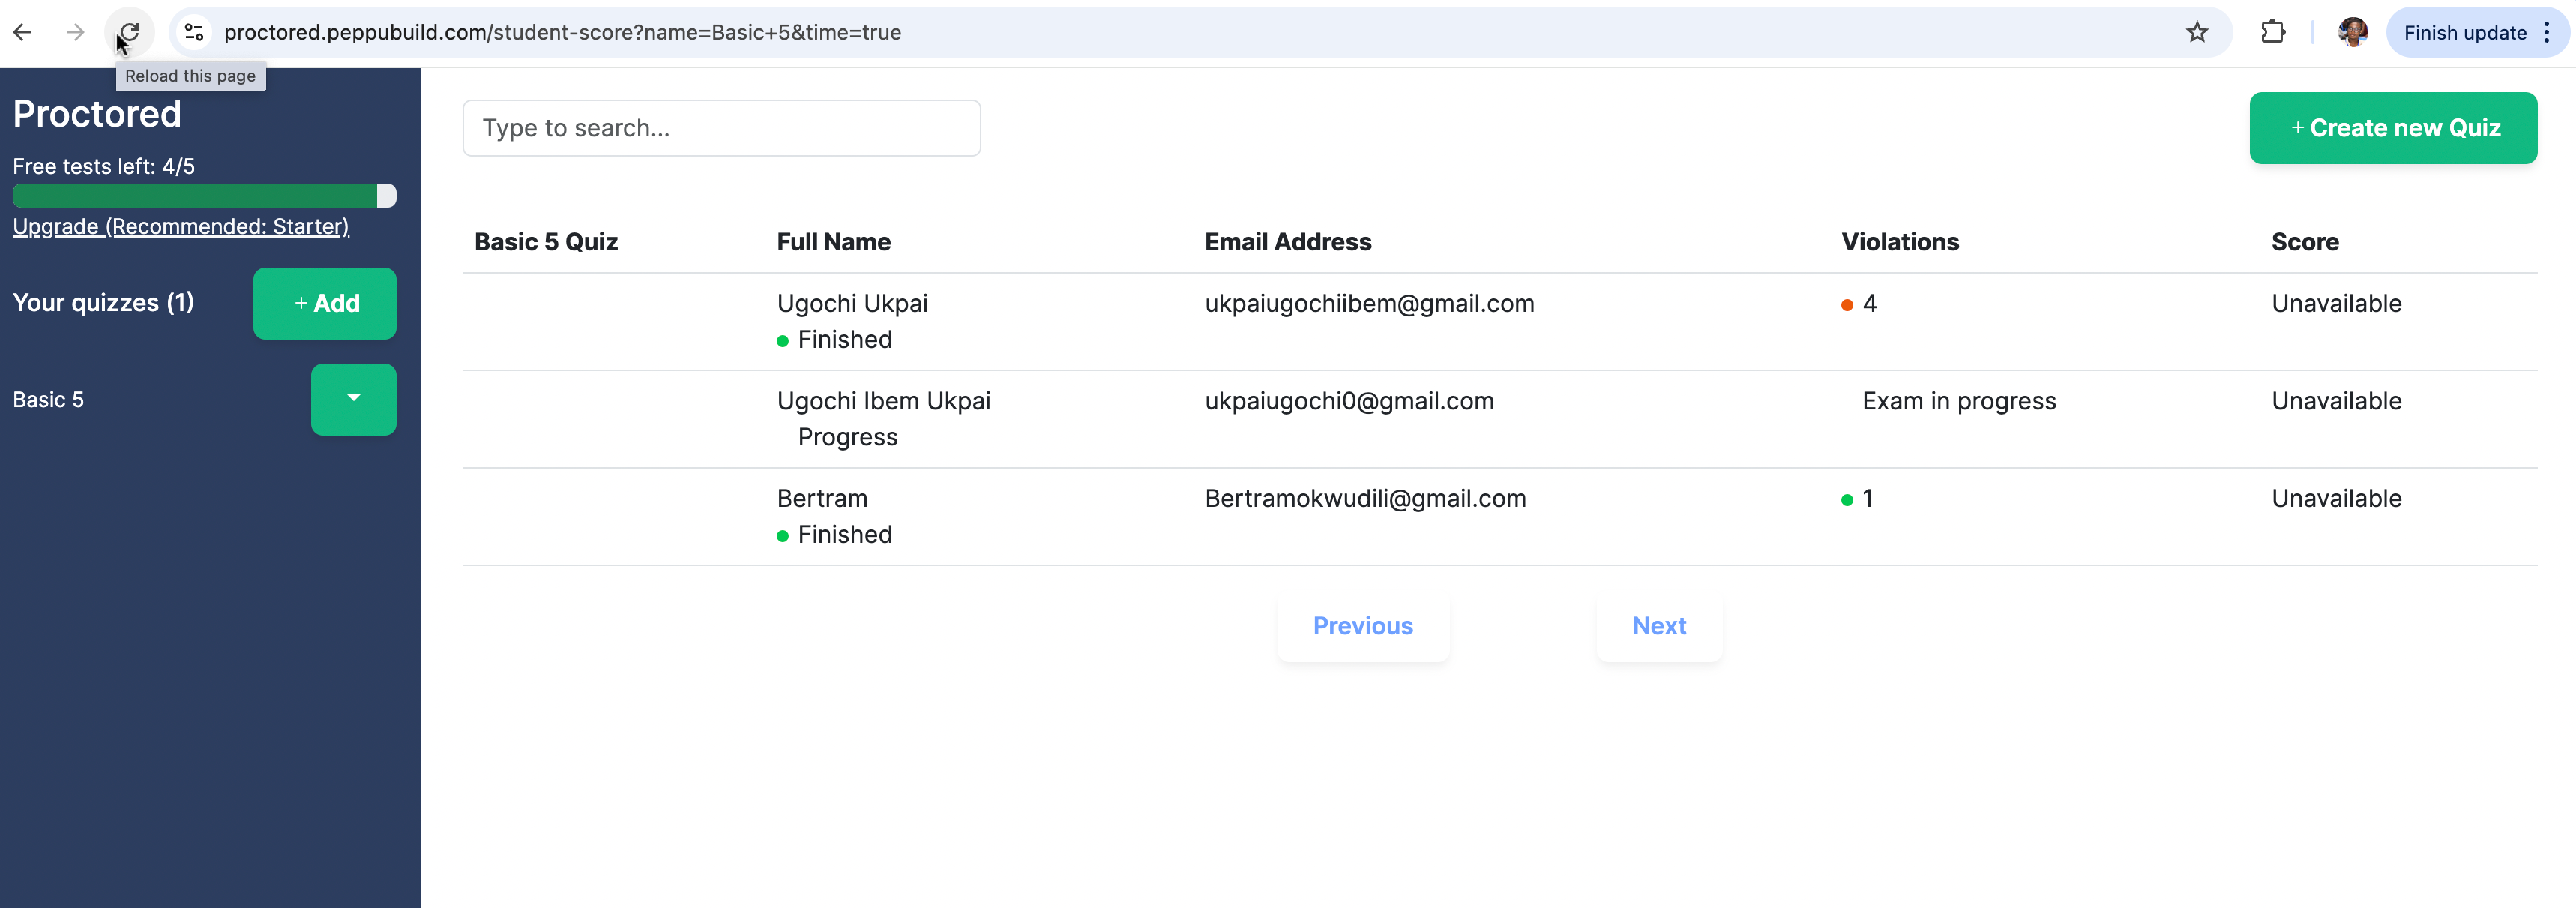 proctored.peppubuild.com/student-score?name=Basic+5&time=true
Finish update
Reload this page
Proctored
Free tests left: 4/5
Upgrade (Recommended: Starter)
Your quizzes (1)
+ Add
Basic 5
Type to search...
+ Create new Quiz
Basic 5 Quiz Full Name Email Address Violations Score
Ugochi Ukpai ukpaiugochiibem@gmail.com 4 Unavailable
Finished
Ugochi Ibem Ukpai ukpaiugochi0@gmail.com Exam in progress Unavailable
Progress
Bertram Bertramokwudili@gmail.com 1 Unavailable
Finished
Previous Next